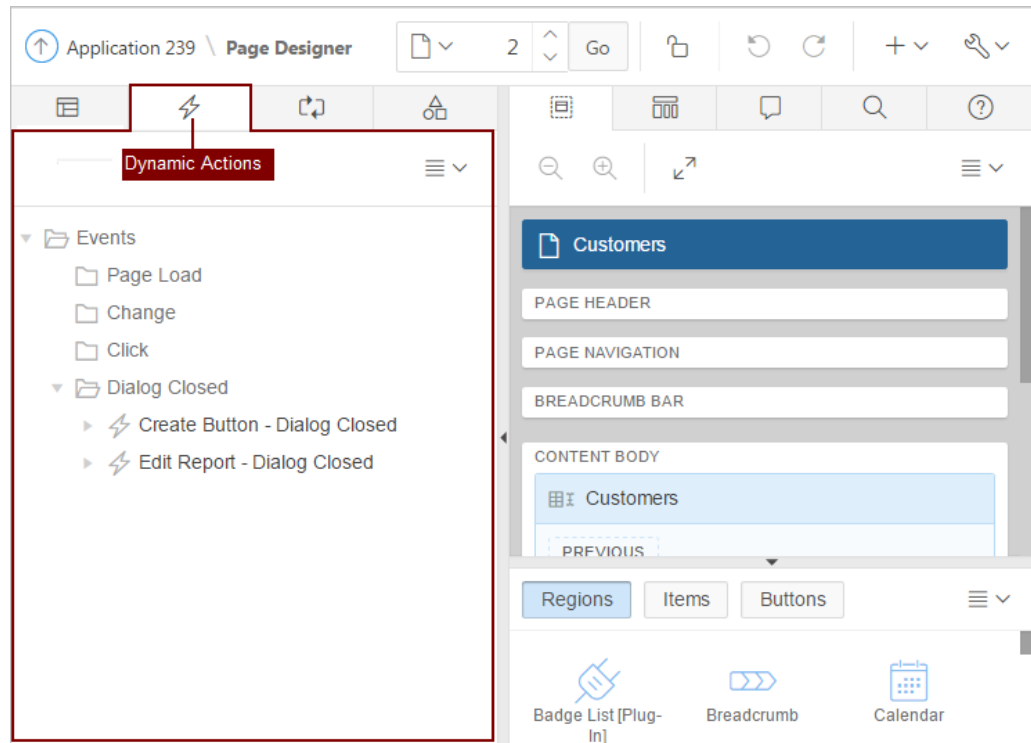 Application 239 \ Page Designer
2
Go
Dynamic Actions
Events
Page Load
Change
Click
Dialog Closed
Create Button - Dialog Closed
Edit Report - Dialog Closed
Customers
PAGE HEADER
PAGE NAVIGATION
BREADCRUMB BAR
CONTENT BODY
Customers
PREVIOUS
Regions
Items
Buttons
Badge List [Plug-
In]
Breadcrumb
Calendar